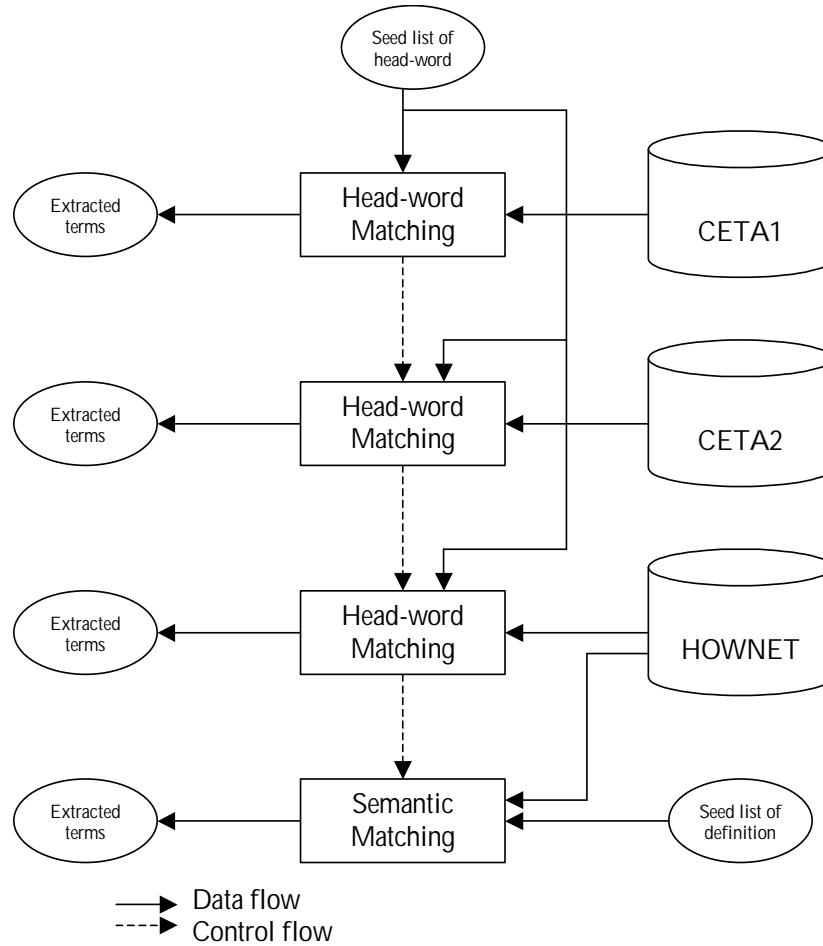 Seed list of
head-word
Extracted
terms
Head-word
Matching
CETA1
Extracted
terms
Head-word
Matching
CETA2
Extracted
terms
Head-word
Matching
HOWNET
Extracted
terms
Semantic
Matching
Seed list of
definition
Data flow
Control flow